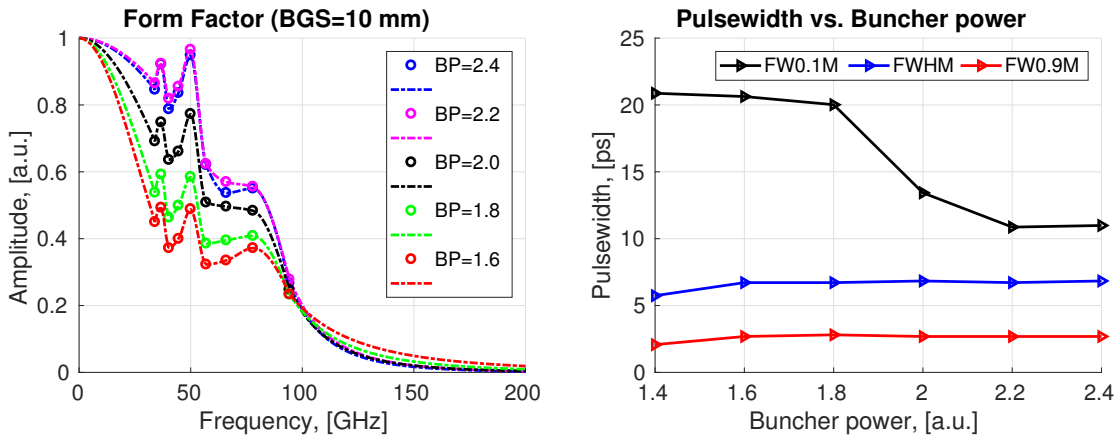 Form Factor (BGS=10 mm)
Amplitude, [a.u.]
1
0.8
0.6
0.4
0.2
0
0
50
100
150
200
Frequency, [GHz]
BP=2.4
BP=2.2
BP=2.0
BP=1.8
BP=1.6
Pulsewidth vs. Buncher power
Pulsewidth, [ps]
25
20
15
10
5
0
FW0.1M FWHM FW0.9M
1.4
1.6
1.8
2
2.2
2.4
Buncher power, [a.u.]